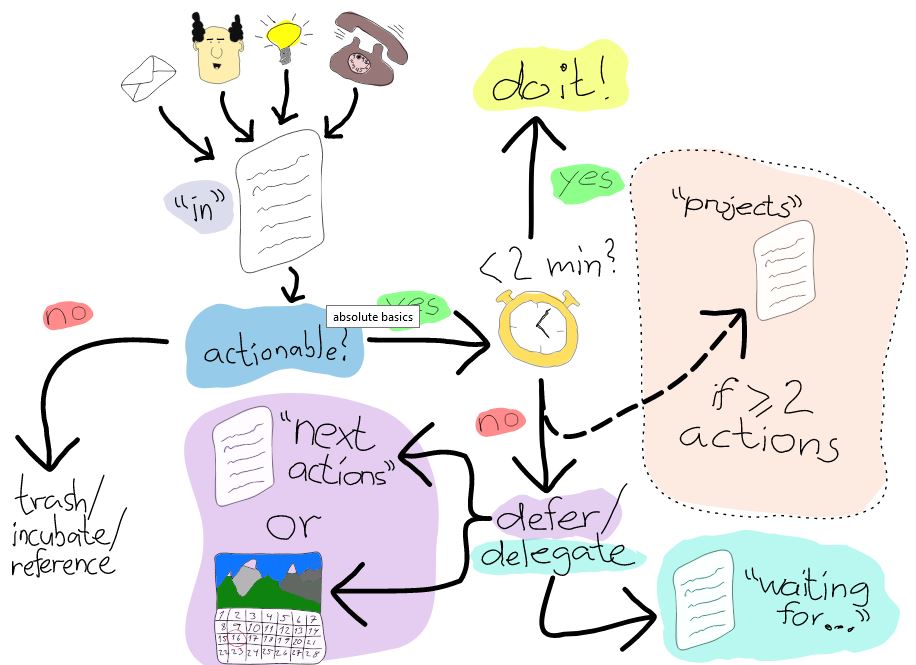 do it!
yes
"in"
"projects"
< 2 min?
no
yes
absolute basics
actionable?
if ≥ 2
actions
no
"next
actions"
or
trash/
incubate/
reference
defer/
delegate
"waiting
for..."
1 2 3 4 5 6 7
8 9 10 11 12 13 14
15 16 17 18 19 20 21
22 23 24 25 26 27 28